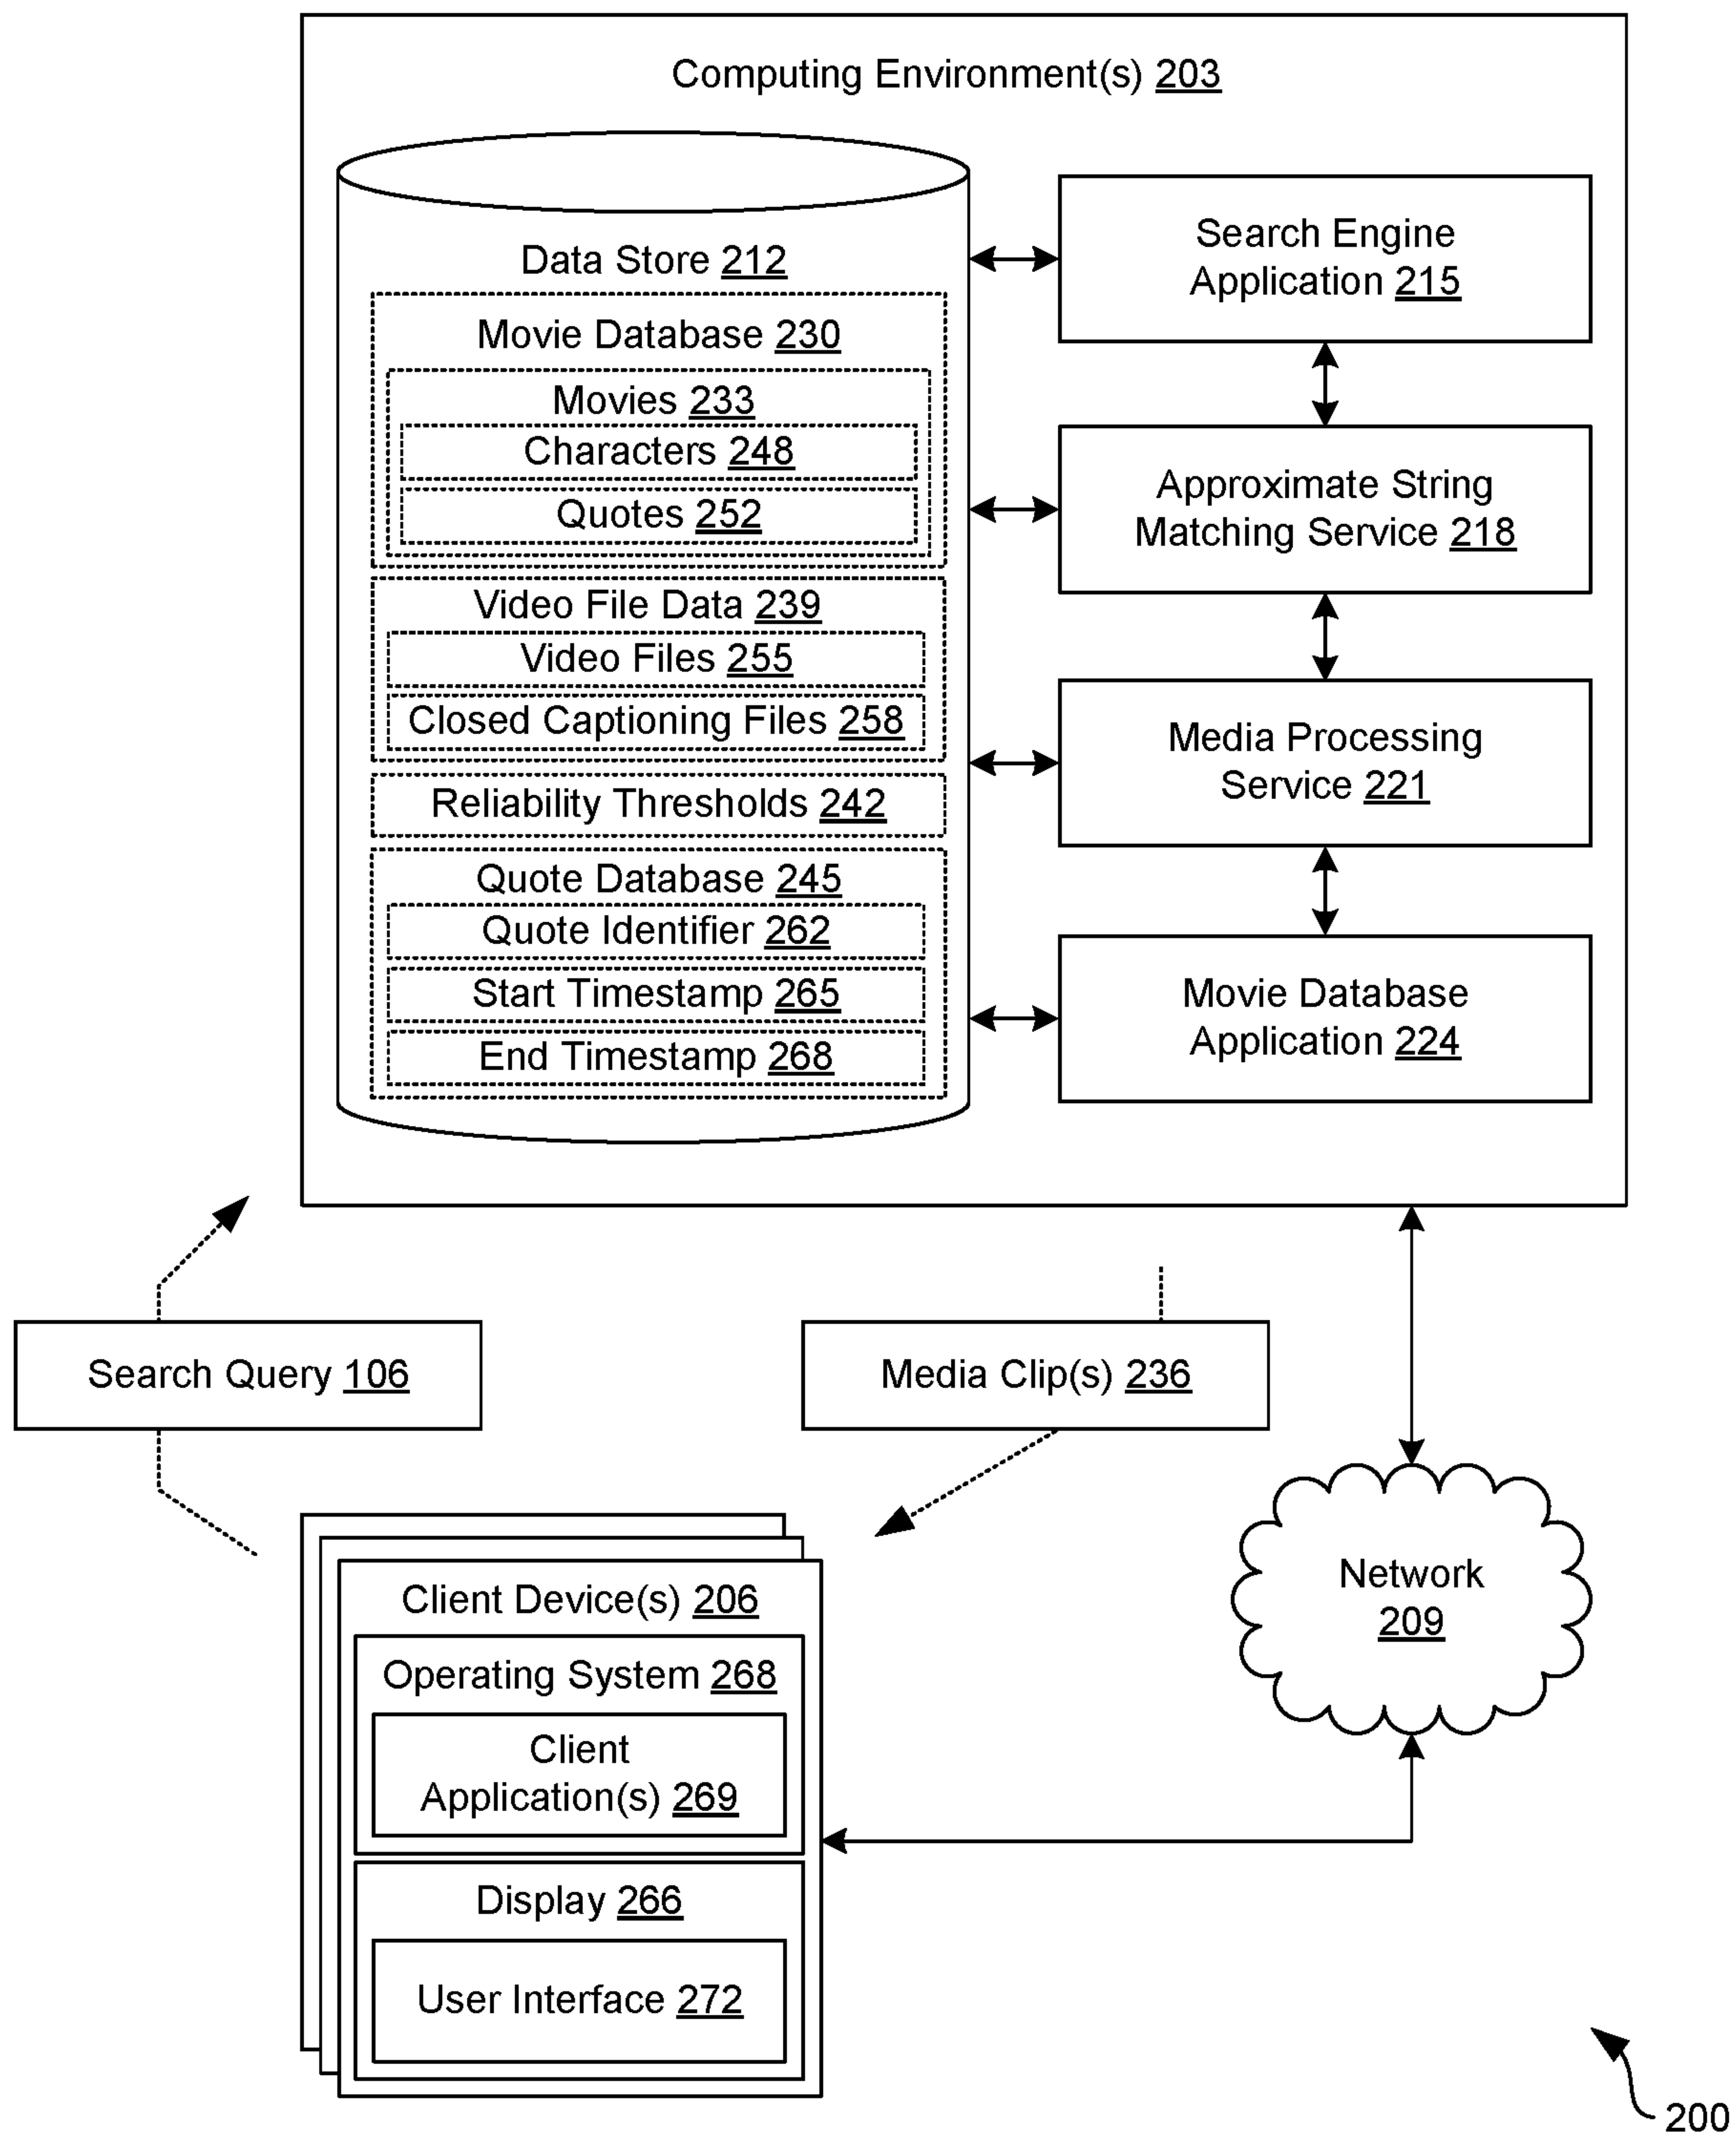 Computing Environment(s) 203
Data Store 212
Movie Database 230
Movies 233
Characters 248
Quotes 252
Video File Data 239
Video Files 255
Closed Captioning Files 258
Reliability Thresholds 242
Quote Database 245
Quote Identifier 262
Start Timestamp 265
End Timestamp 268
Search Engine
Application 215
Approximate String
Matching Service 218
Media Processing
Service 221
Movie Database
Application 224
Search Query 106
Media Clip(s) 236
Client Device(s) 206
Operating System 268
Client
Application(s) 269
Display 266
User Interface 272
Network
209
200